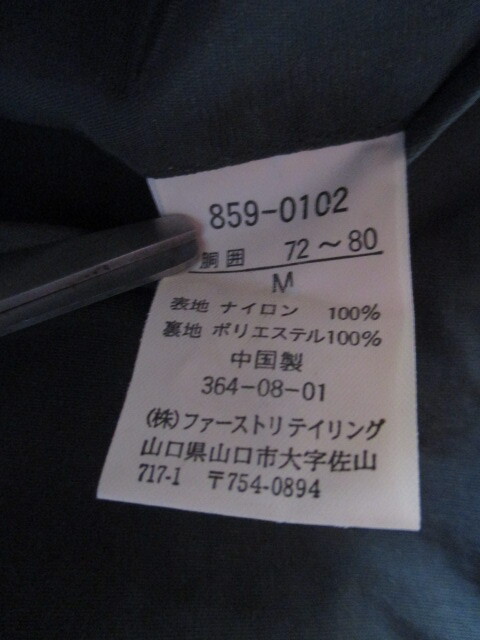 859-0102
胴囲 72～80
M
表地 ナイロン 100%
裏地 ポリエステル100%
中国製
364-08-01
(株)ファーストリテイリング
山口県山口市大字佐山
717-1 〒754-0894